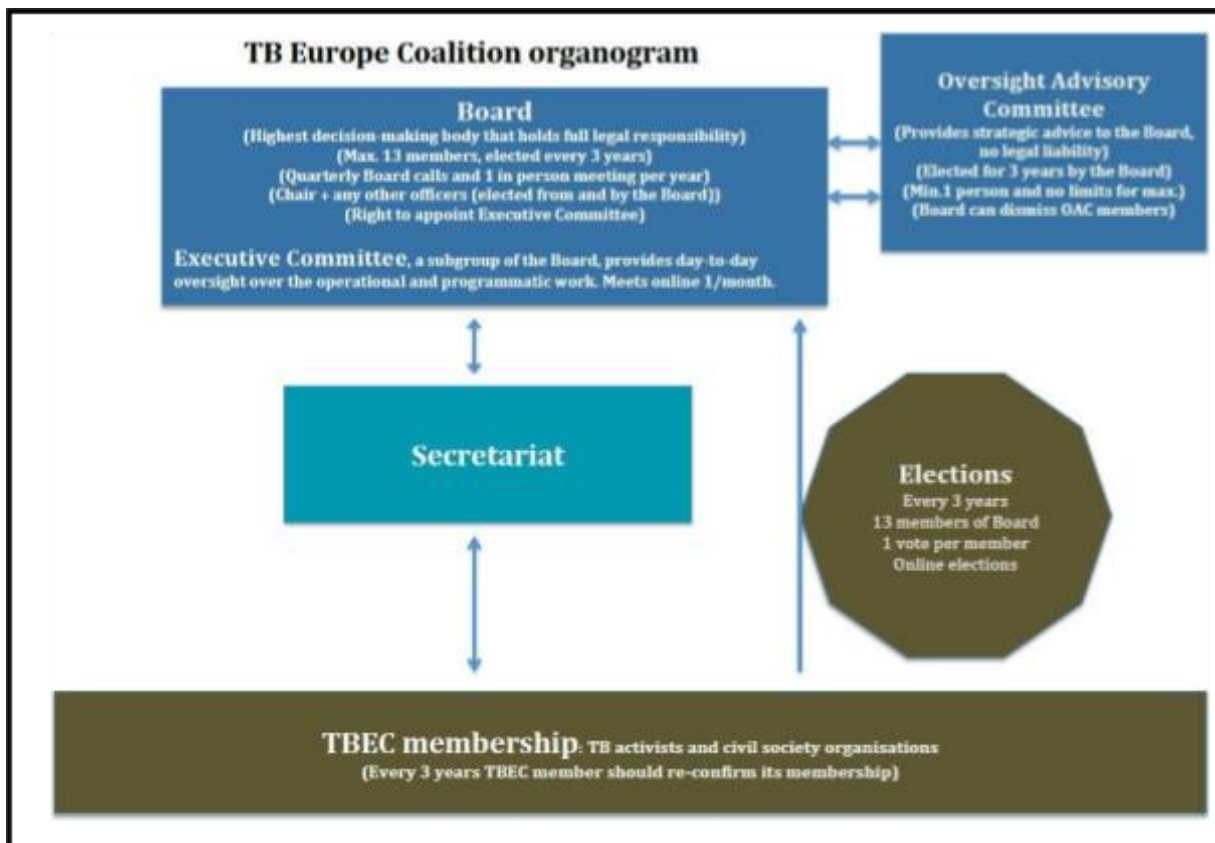 TB Europe Coalition organogram
Board
(Highest decision-making body that holds full legal responsibility)
(Max. 13 members, elected every 3 years)
(Quarterly Board calls and 1 in person meeting per year)
(Chair + any other officers (elected from and by the Board))
(Right to appoint Executive Committee)
Executive Committee, a subgroup of the Board, provides day-to-day
oversight over the operational and programmatic work. Meets online 1/month.
Oversight Advisory
Committee
(Provides strategic advice to the Board,
no legal liability)
(Elected for 3 years by the Board)
(Min.1 person and no limits for max.)
(Board can dismiss OAC members)
Secretariat
Elections
Every 3 years
13 members of Board
1 vote per member
Online elections
TBEC membership: TB activists and civil society organisations
(Every 3 years TBEC member should re-confirm its membership)